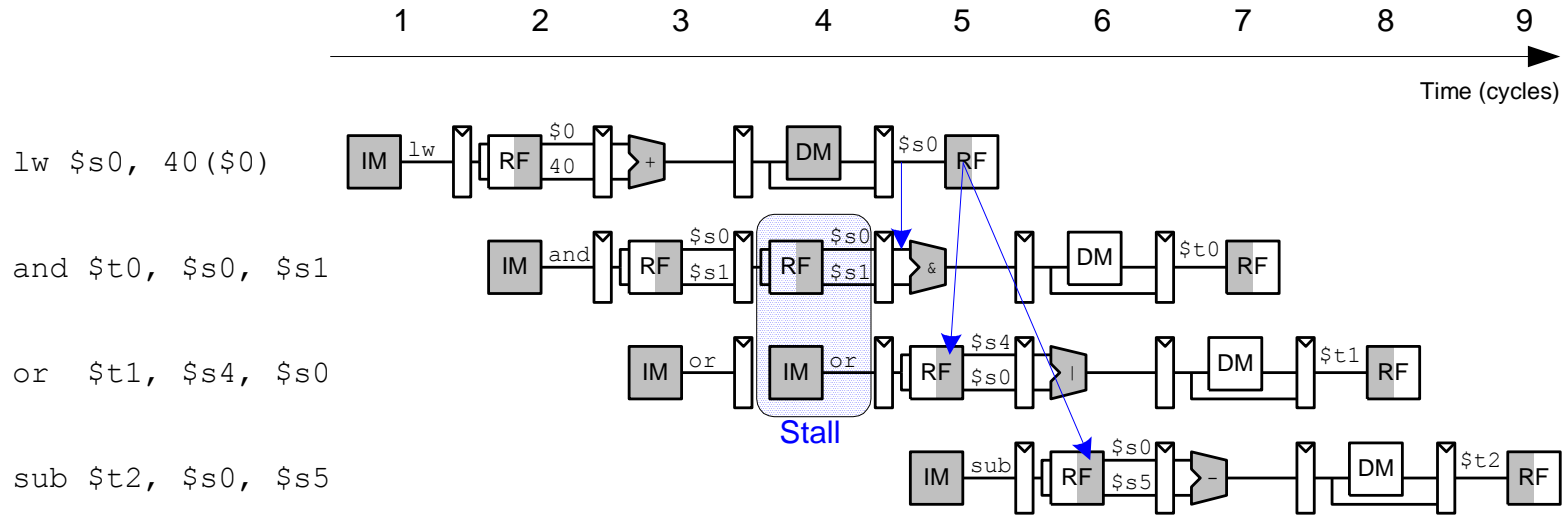 1 2 3 4 5 6 7 8 9
Time (cycles)
lw $s0, 40($0) IM lw RF $0 40 + DM $s0 RF
and $t0, $s0, $s1 IM and RF $s0 $s1 RF $s0 $s1 & DM $t0 RF
or $t1, $s4, $s0 IM or IM or RF $s4 $s0 | DM $t1 RF
Stall
sub $t2, $s0, $s5 IM sub RF $s0 $s5 - DM $t2 RF